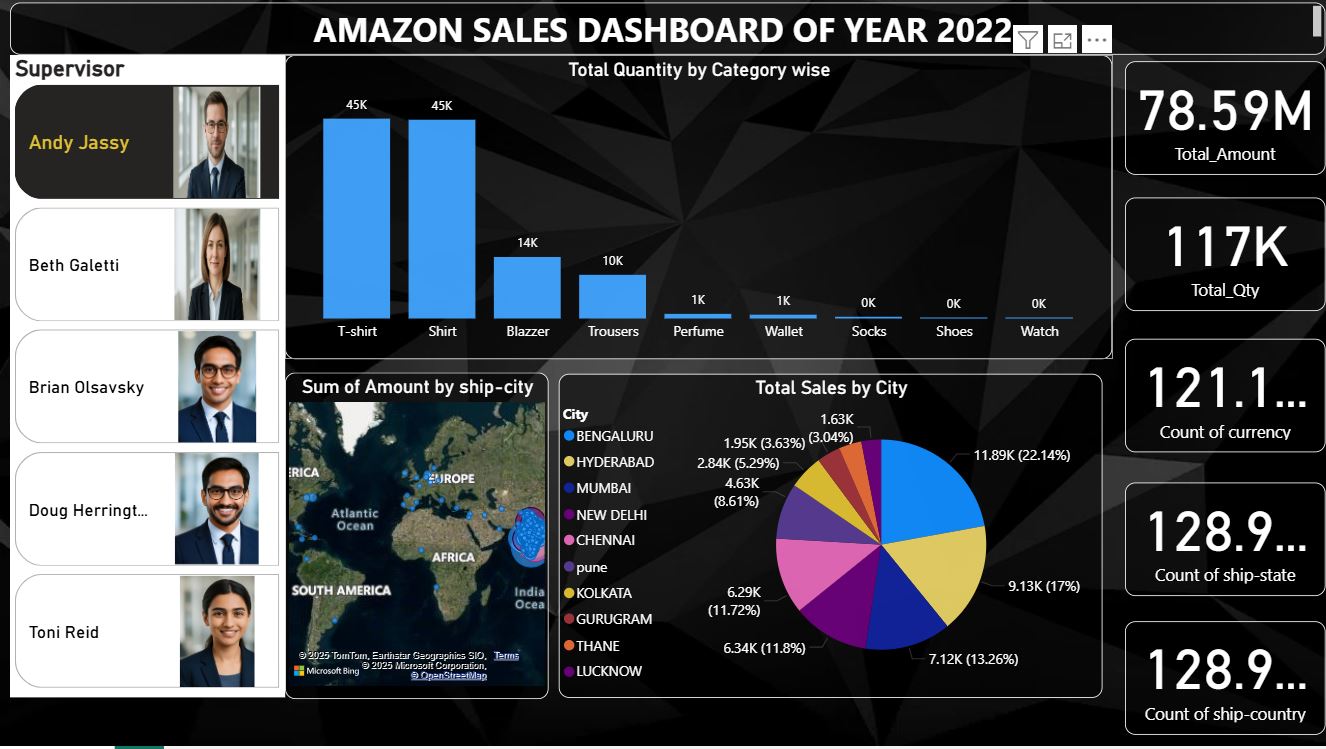 AMAZON SALES DASHBOARD OF YEAR 2022
Supervisor
Andy Jassy
Beth Galetti
Brian Olsavsky
Doug Herringt...
Toni Reid
Total Quantity by Category wise
45K
45K
14K
10K
1K
1K
0K
0K
0K
T-shirt
Shirt
Blazzer
Trousers
Perfume
Wallet
Socks
Shoes
Watch
Sum of Amount by ship-city
ERICA
EUROPE
Atlantic
Ocean
AFRICA
SOUTH AMERICA
India
Ocea
© 2025 TomTom, Earthstar Geographics SIO, Terms
Microsoft Bing
© 2025 Microsoft Corporation,
© OpenStreetMap
Total Sales by City
City
BENGALURU
HYDERABAD
MUMBAI
NEW DELHI
CHENNAI
pune
KOLKATA
GURUGRAM
THANE
LUCKNOW
11.89K (22.14%)
9.13K (17%)
7.12K (13.26%)
6.34K (11.8%)
6.29K
(11.72%)
4.63K
(8.61%)
2.84K (5.29%)
1.95K (3.63%)
1.63K
(3.04%)
78.59M
Total_Amount
117K
Total_Qty
121.1...
Count of currency
128.9...
Count of ship-state
128.9...
Count of ship-country